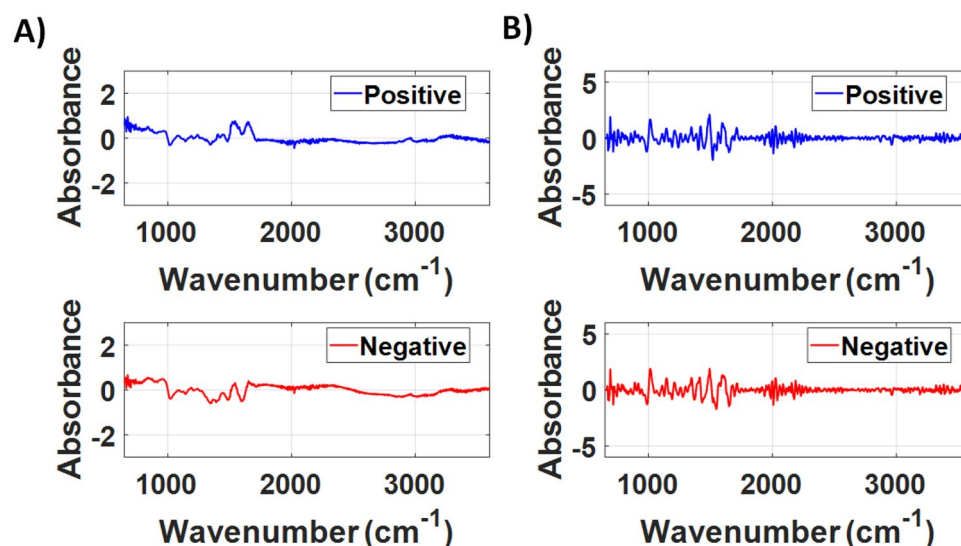 A)
B)
Absorbance
2
0
-2
Positive
1000 2000 3000
Wavenumber (cm-1)
Absorbance
5
0
-5
Positive
1000 2000 3000
Wavenumber (cm-1)
Absorbance
2
0
-2
Negative
1000 2000 3000
Wavenumber (cm-1)
Absorbance
5
0
-5
Negative
1000 2000 3000
Wavenumber (cm-1)